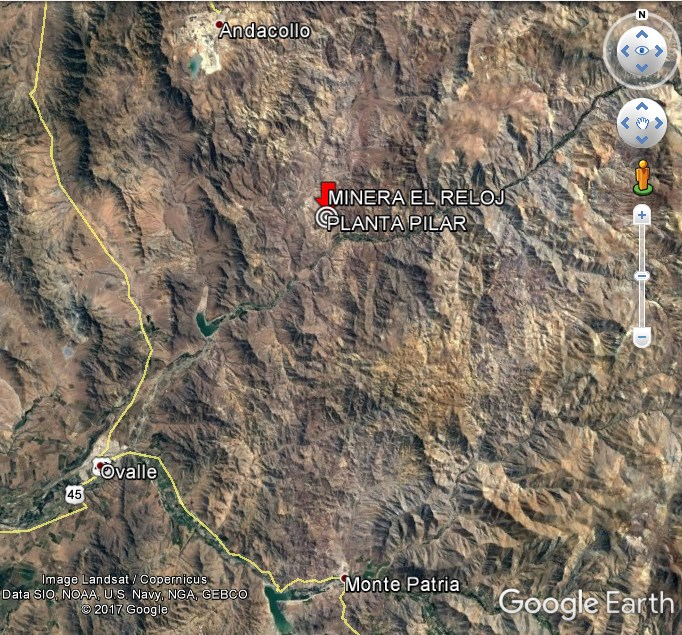 Andacollo
N
MINERA EL RELOJ
PLANTA PILAR
Ovalle
45
Monte Patria
Image Landsat / Copernicus
Data SIO, NOAA, U.S. Navy, NGA, GEBCO
© 2017 Google
Google Earth